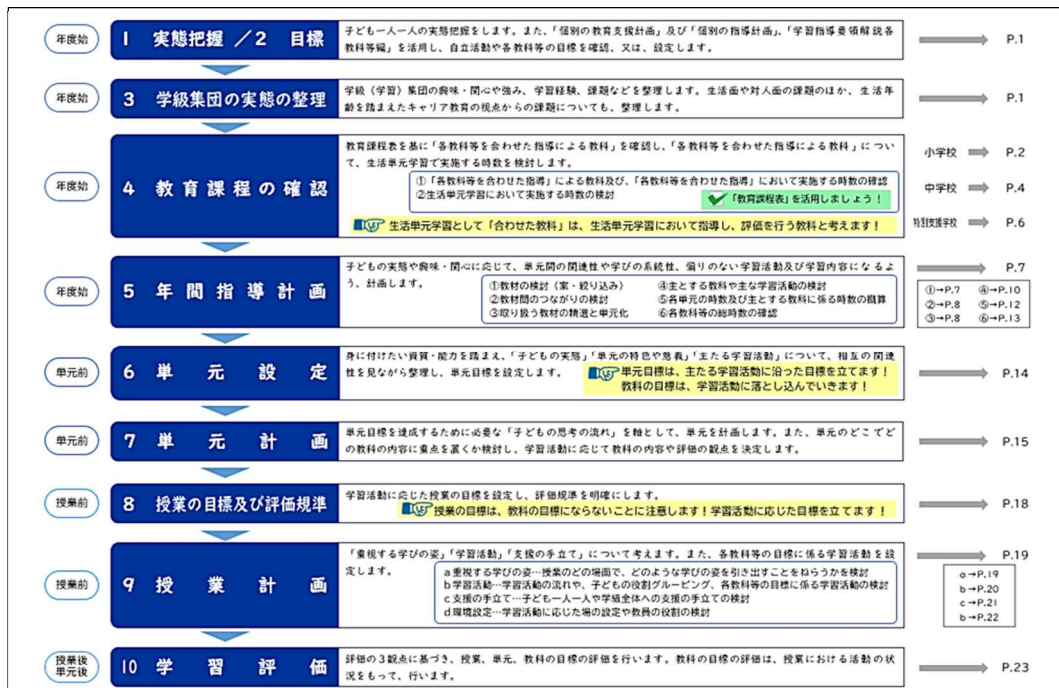 年度始
1 実態把握 /2 目標
子ども一人一人の実態把握をします。また、「個別の教育支援計画」及び「個別の指導計画」、「学習指導要領解説各
教科等編」を活用し、自立活動や各教科等の目標を確認、又は、設定します。
P.1
年度始
3 学級集団の実態の整理
学級(学習)集団の興味・関心や強み、学習経験、課題などを整理します。生活面や対人面の課題のほか、生活年
齢を踏まえたキャリア教育の視点からの課題についても、整理します。
P.1
年度始
4 教育課程の確認
教育課程表を基に「各教科等を合わせた指導による教科」を確認し、「各教科等を合わせた指導による教科」につい
て、生活単元学習で実施する時数を検討します。
①「各教科等を合わせた指導」による教科及び、「各教科等を合わせた指導」において実施する時数の確認
②生活単元学習において実施する時数の検討
「教育課程表」を活用しましょう!
生活単元学習として「合わせた教科」は、生活単元学習において指導し、評価を行う教科と考えます!
小学校 P.2
中学校 P.4
特別支援学校 P.6
年度始
5 年間指導計画
子どもの実態や興味・関心に応じて、単元間の関連性や学びの系統性、偏りのない学習活動及び学習内容になるよ
う、計画します。
①教材の検討(案・絞り込み)
②教材間のつながりの検討
③取り扱う教材の精選と単元化
④主とする教科や主な学習活動の検討
⑤各単元の時数及び主とする教科に係る時数の概算
⑥各教科等の総時数の確認
P.7
①→P.7 ④→P.10
②→P.8 ⑤→P.12
③→P.8 ⑥→P.13
単元前
6 単元設定
身に付けたい資質・能力を踏まえ、「子どもの実態」「単元の特色や意義」「主たる学習活動」について、相互の関連
性を見ながら整理し、単元目標を設定します。
単元目標は、主たる学習活動に沿った目標を立てます!
教科の目標は、学習活動に落とし込んでいきます!
P.14
単元前
7 単元計画
単元目標を達成するために必要な「子どもの思考の流れ」を軸として、単元を計画します。また、単元のどこでど
の教科の内容に重点を置くか検討し、学習活動に応じて教科の内容や評価の観点を決定します。
P.15
授業前
8 授業の目標及び評価規準
学習活動に応じた授業の目標を設定し、評価規準を明確にします。
授業の目標は、教科の目標にならないことに注意します!学習活動に応じた目標を立てます!
P.18
授業前
9 授業計画
「重視する学びの姿」「学習活動」「支援の手立て」について考えます。また、各教科等の目標に係る学習活動を設
定します。
a 重視する学びの姿…授業のどの場面で、どのような学びの姿を引き出すことをねらうかを検討
b 学習活動…学習活動の流れや、子どもの役割グルーピング、各教科等の目標に係る学習活動の検討
c 支援の手立て…子ども一人一人や学級全体への支援の手立ての検討
d 環境設定…学習活動に応じた場の設定や教員の役割の検討
P.19
a→P.19
b→P.20
c→P.21
b→P.22
授業後
単元後
10 学習評価
評価の3観点に基づき、授業、単元、教科の目標の評価を行います。教科の目標の評価は、授業における活動の状
況をもって、行います。
P.23